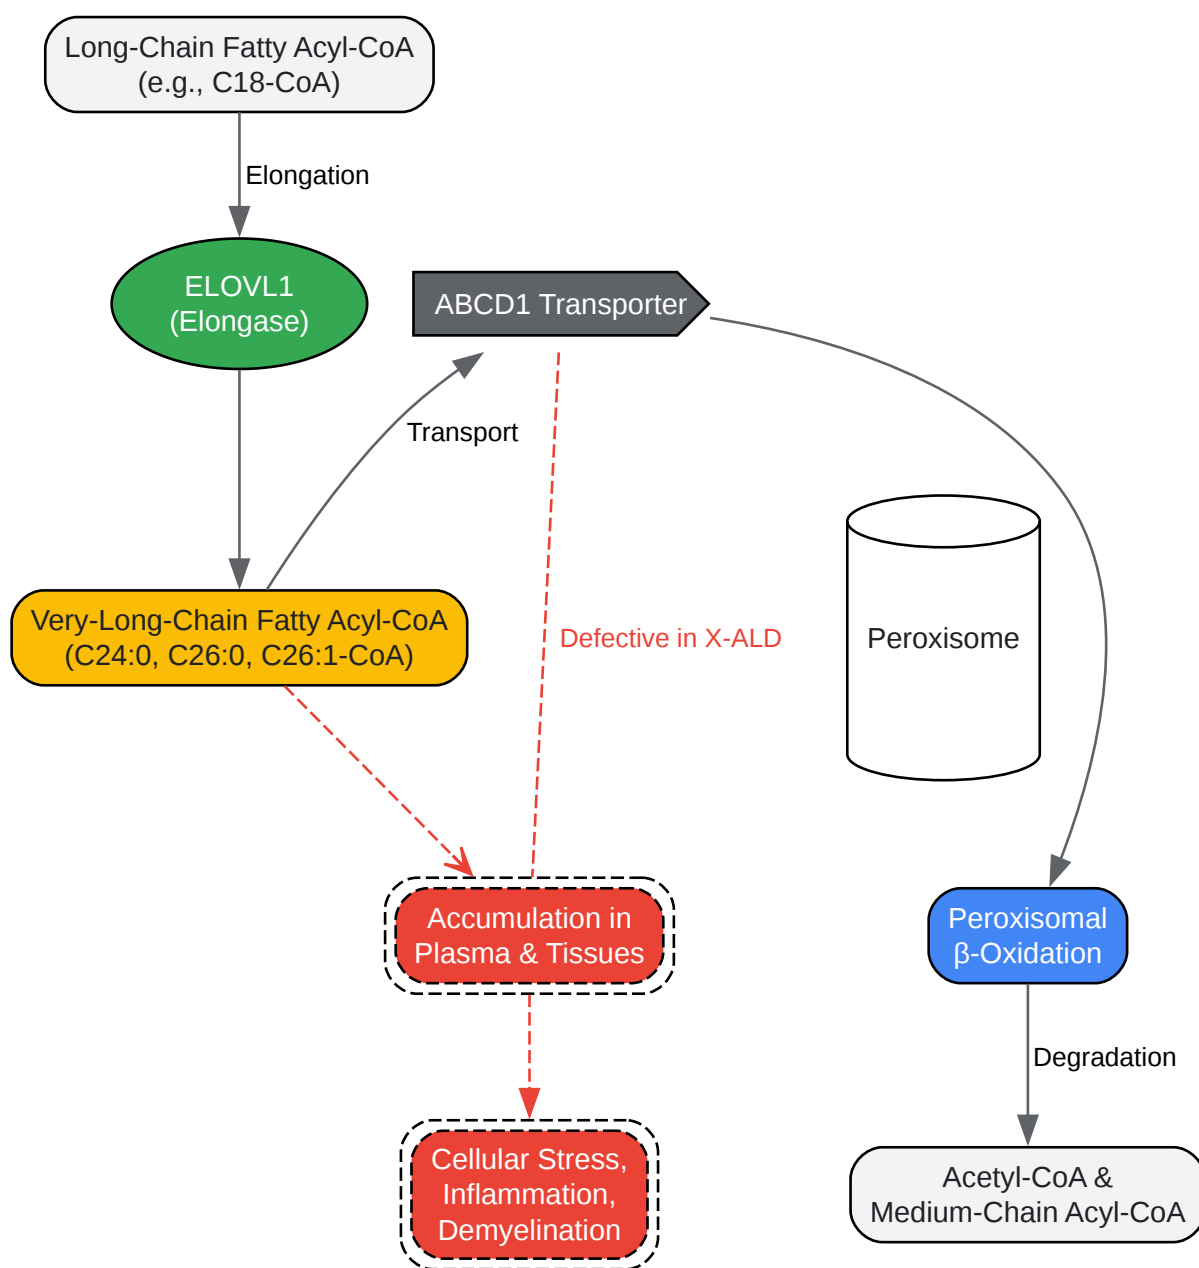 Long-Chain Fatty Acyl-CoA
(e.g., C18-CoA)
Elongation
ELOVL1
(Elongase)
ABCD1 Transporter
Transport
Very-Long-Chain Fatty Acyl-CoA
(C24:0, C26:0, C26:1-CoA)
Defective in X-ALD
Peroxisome
Accumulation in
Plasma & Tissues
Peroxisomal
β-Oxidation
Degradation
Cellular Stress,
Inflammation,
Demyelination
Acetyl-CoA &
Medium-Chain Acyl-CoA